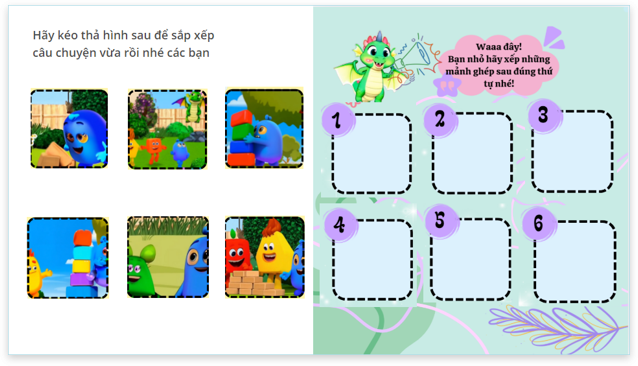 Hãy kéo thả hình sau để sắp xếp
câu chuyện vừa rồi nhé các bạn
Waaa đây!
Bạn nhỏ hãy xếp những
mảnh ghép sau đúng thú
tự nhé!
1
2
3
4
5
6